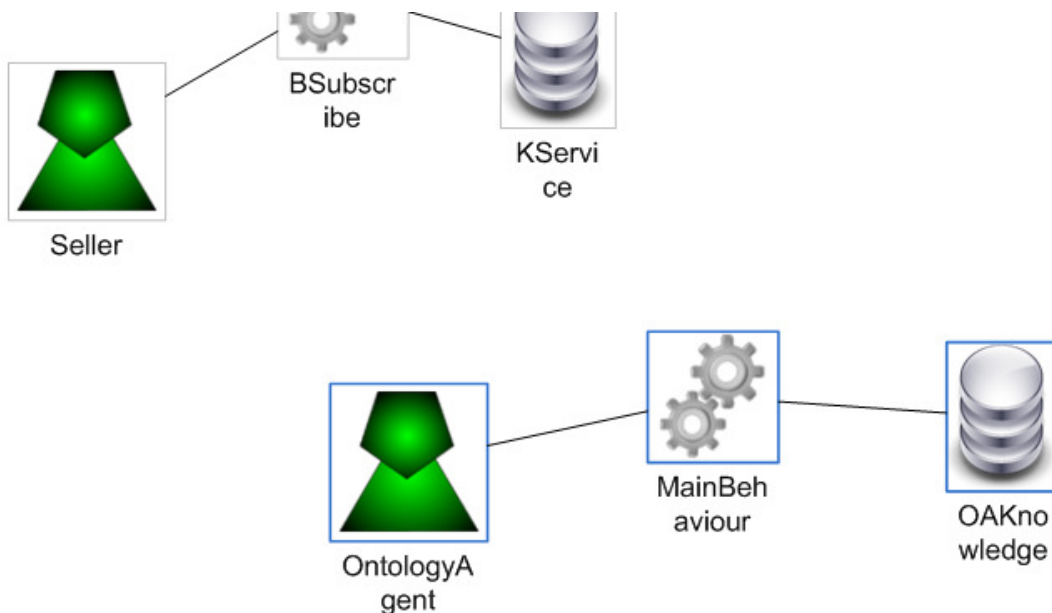 BSubscr
ibe
KServi
ce
Seller
MainBeh
aviour
OAKno
wledge
OntologyA
gent